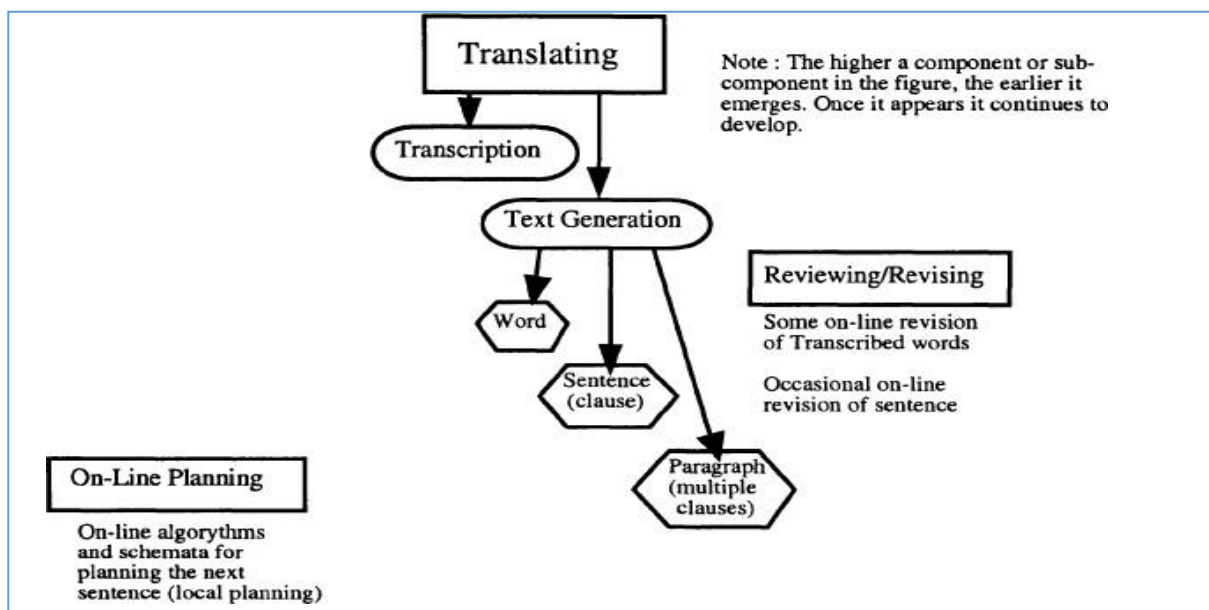 Translating
Note : The higher a component or sub-
component in the figure, the earlier it
emerges. Once it appears it continues to
develop.
Transcription
Text Generation
Reviewing/Revising
Word
Some on-line revision
of Transcribed words
Sentence
(clause)
Occasional on-line
revision of sentence
Paragraph
(multiple
clauses)
On-Line Planning
On-line algorythms
and schemata for
planning the next
sentence (local planning)